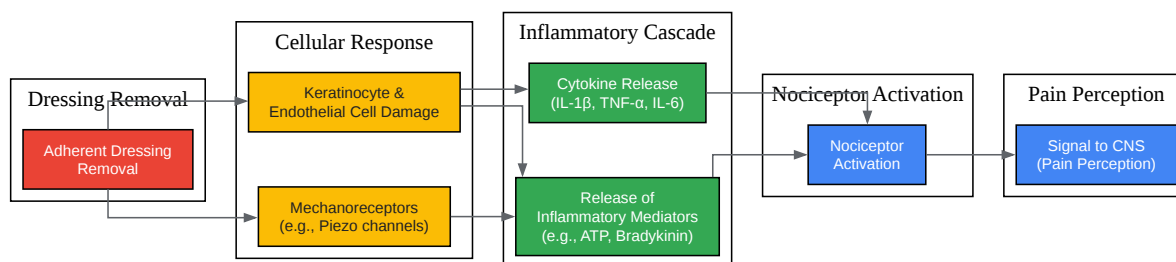 Dressing Removal
Adherent Dressing
Removal
Cellular Response
Keratinocyte &
Endothelial Cell Damage
Mechanoreceptors
(e.g., Piezo channels)
Inflammatory Cascade
Cytokine Release
(IL-1β, TNF-α, IL-6)
Release of
Inflammatory Mediators
(e.g., ATP, Bradykinin)
Nociceptor Activation
Nociceptor
Activation
Pain Perception
Signal to CNS
(Pain Perception)